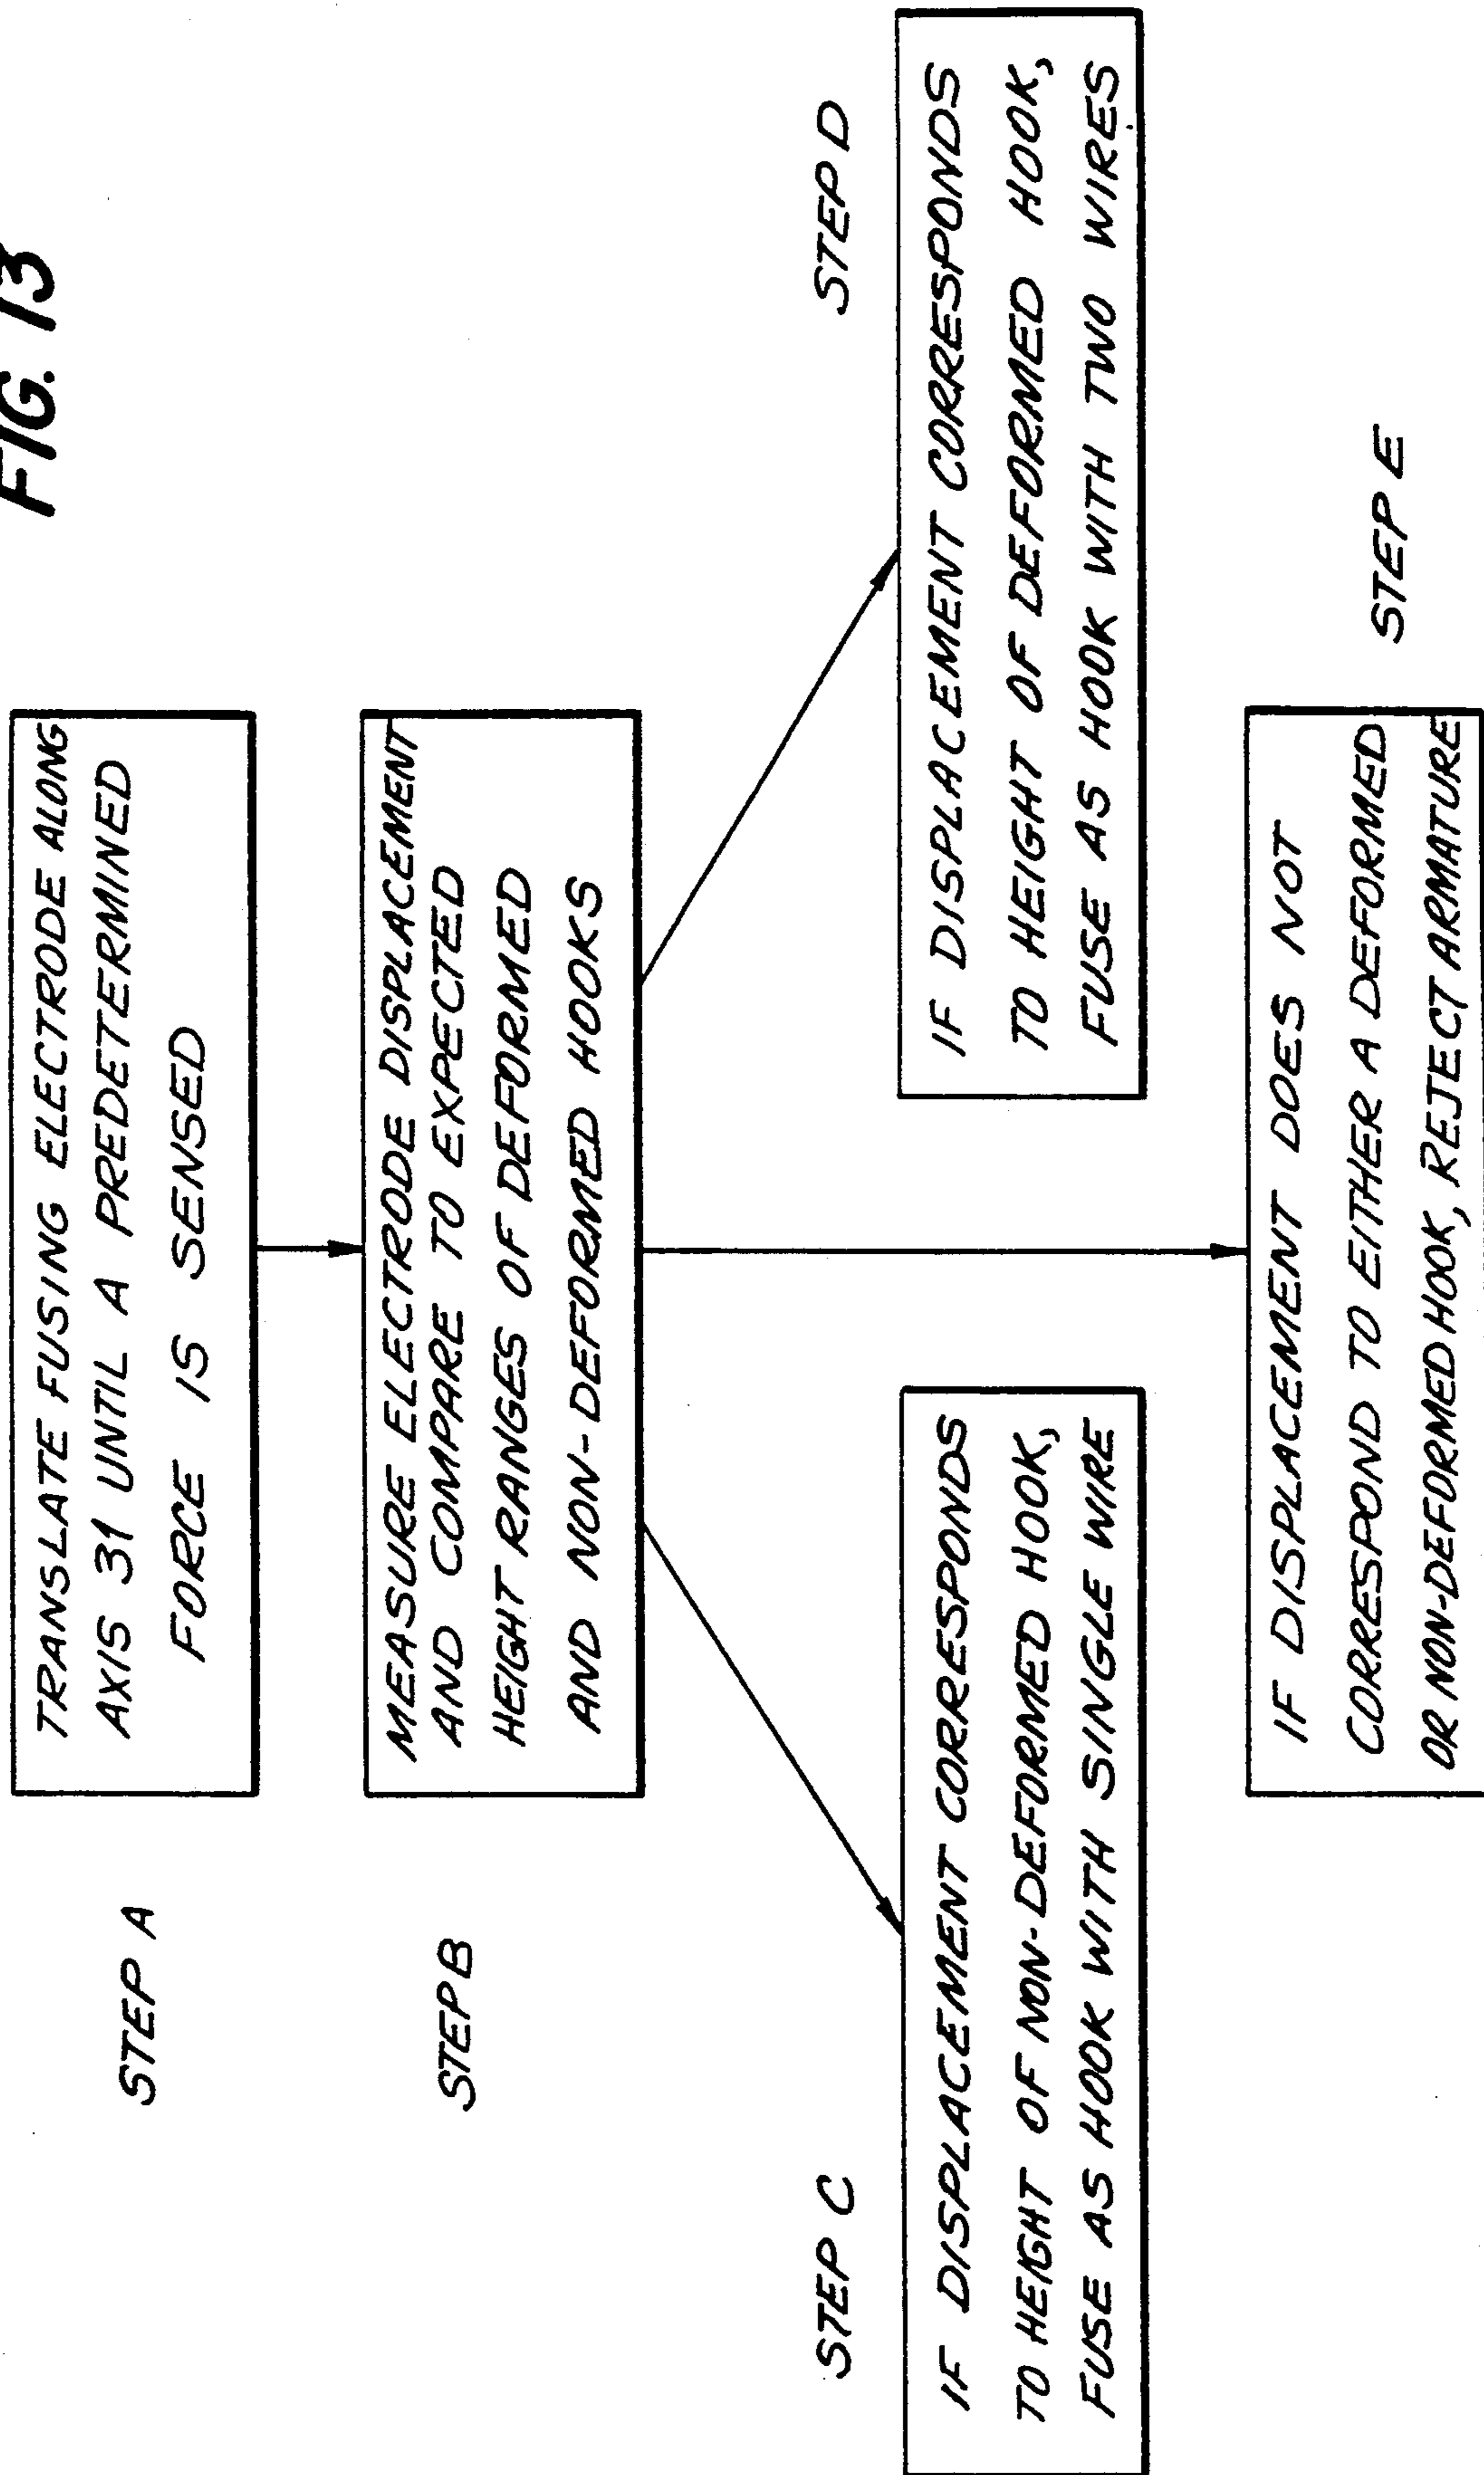 FIG. 13
STEP A
TRANSLATE FUSING ELECTRODE ALONG
AXIS 31 UNTIL A PREDETERMINED
FORCE IS SENSED
STEP B
MEASURE ELECTRODE DISPLACEMENT
AND COMPARE TO EXPECTED
HEIGHT RANGES OF DEFORMED
AND NON-DEFORMED HOOKS
STEP C
IF DISPLACEMENT CORRESPONDS
TO HEIGHT OF NON-DEFORMED HOOK,
FUSE AS HOOK WITH SINGLE WIRE
STEP D
IF DISPLACEMENT CORRESPONDS
TO HEIGHT OF DEFORMED HOOK,
FUSE AS HOOK WITH TWO WIRES
STEP E
IF DISPLACEMENT DOES NOT
CORRESPOND TO EITHER A DEFORMED
OR NON-DEFORMED HOOK, REJECT ARMATURE